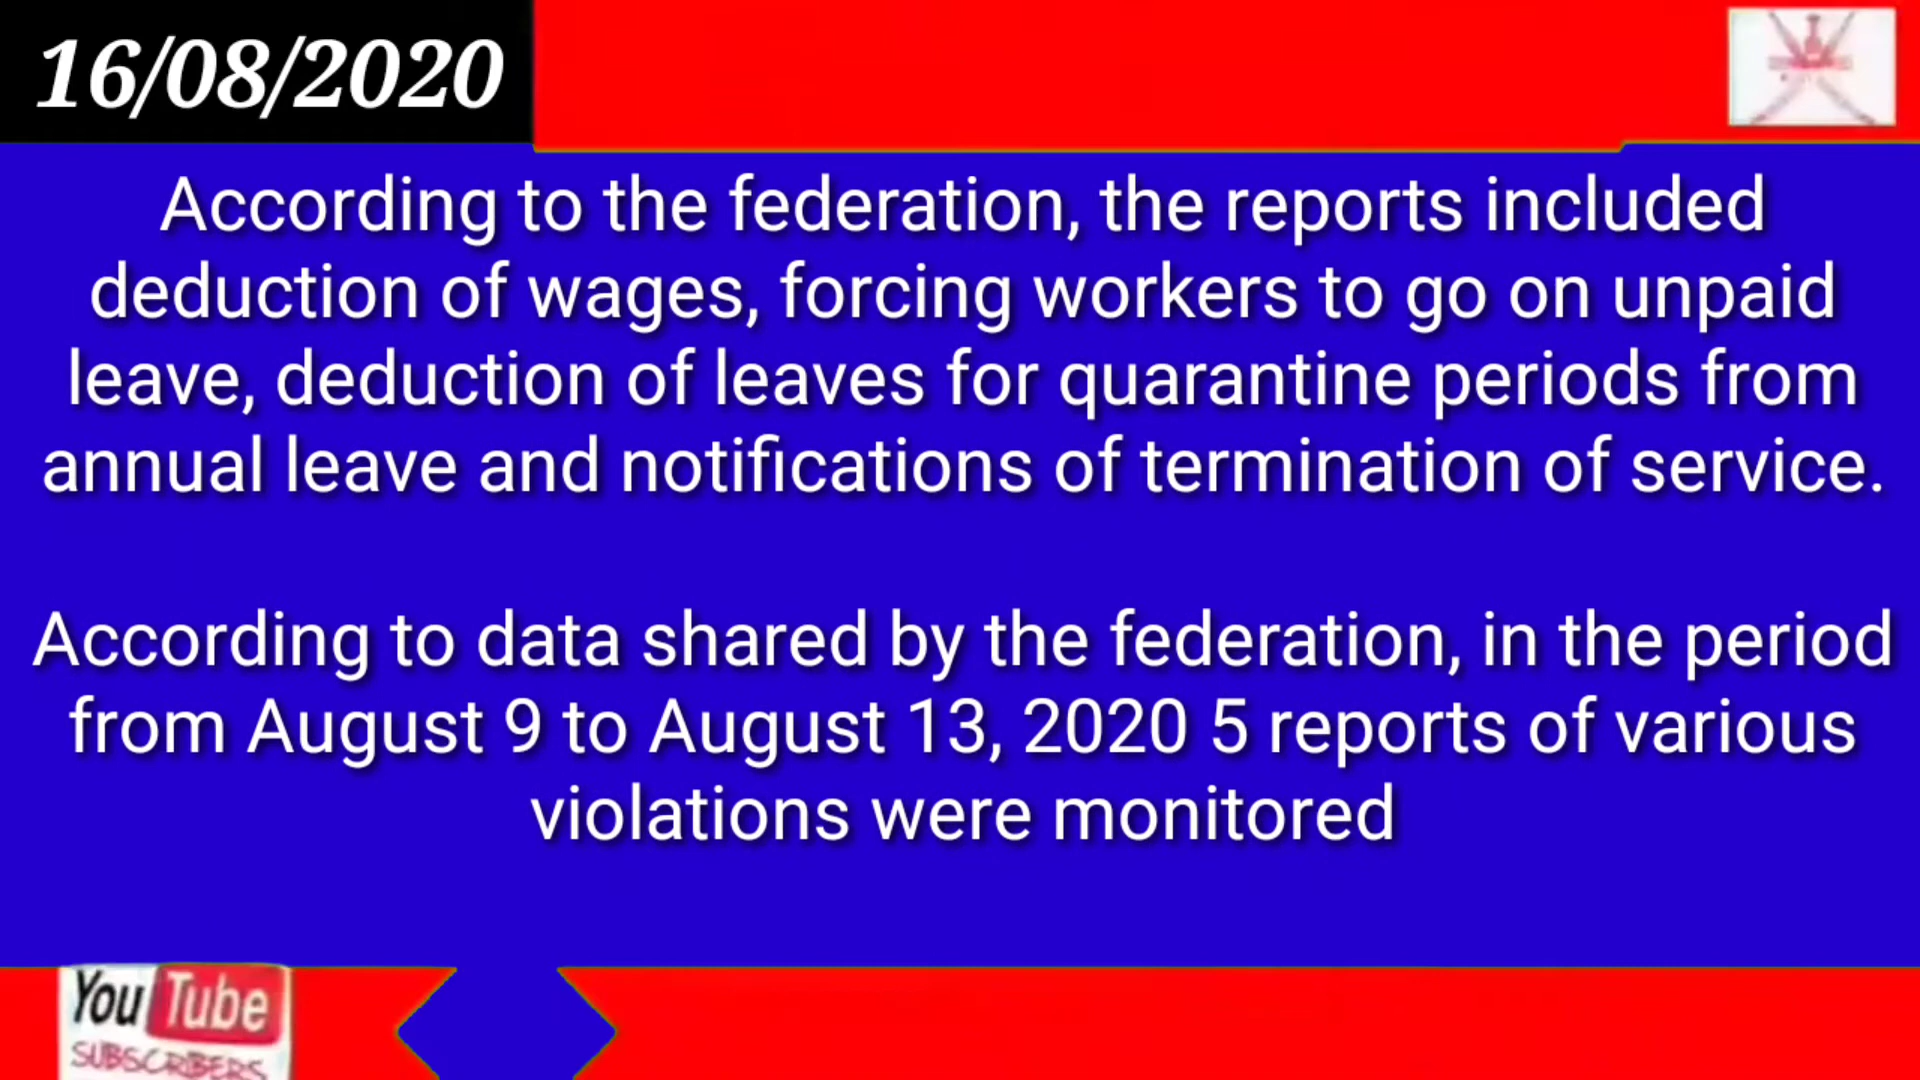 16/08/2020
According to the federation, the reports included
deduction of wages, forcing workers to go on unpaid
leave, deduction of leaves for quarantine periods from
annual leave and notifications of termination of service.
According to data shared by the federation, in the period
from August 9 to August 13, 2020 5 reports of various
violations were monitored
YouTube
SUBSCRIBERS